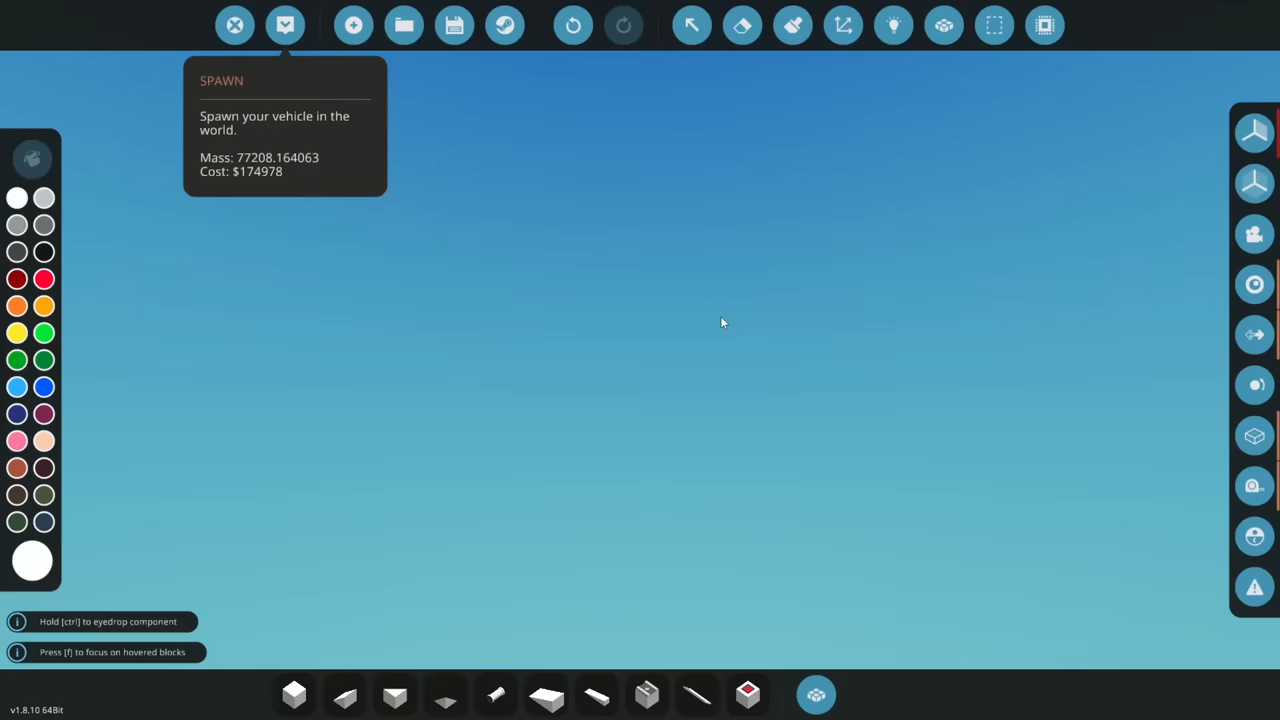 SPAWN
Spawn your vehicle in the
world.
Mass: 77208.164063
Cost: $174978
Hold [ctrl] to eyedrop component
Press [f] to focus on hovered blocks
v1.8.10 64Bit